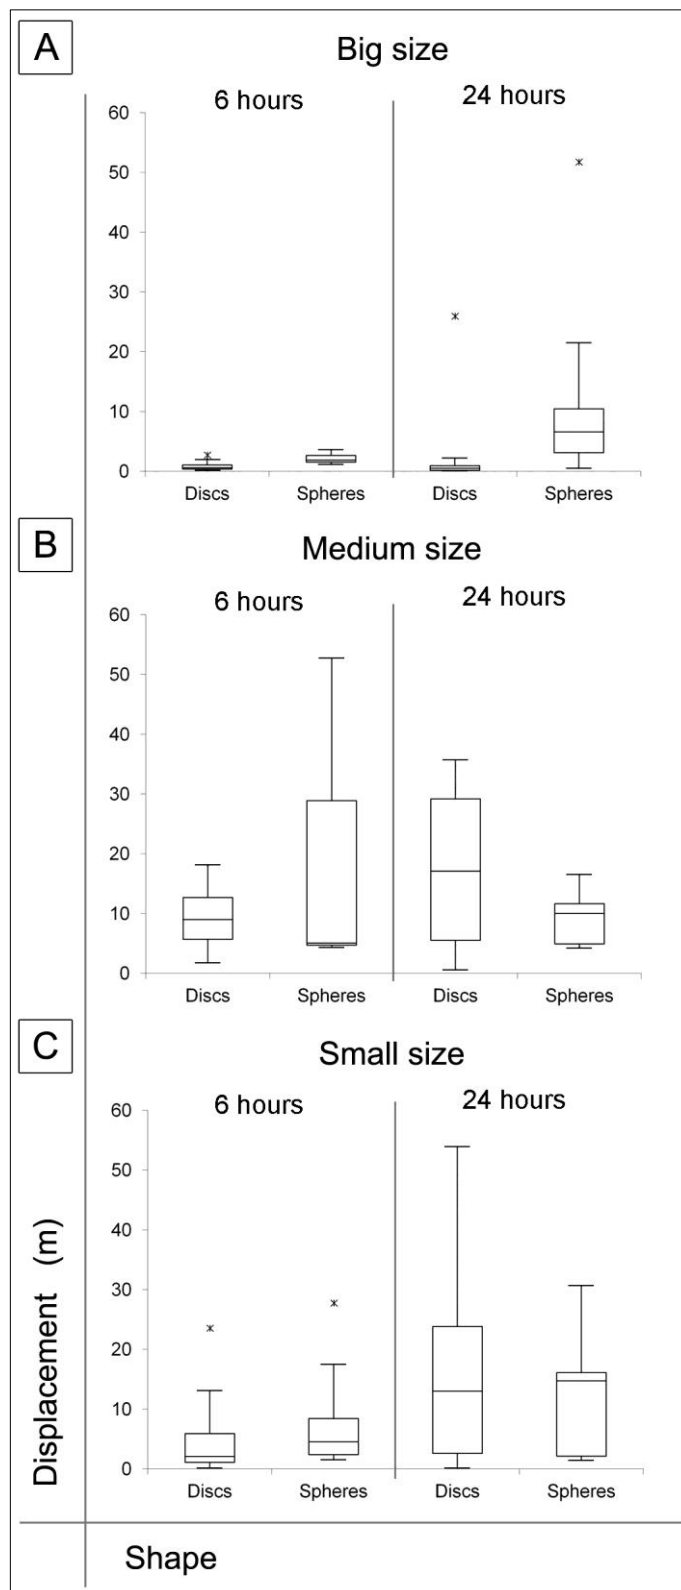 A
Big size
6 hours
24 hours
60
50
40
30
20
10
0
Discs
Spheres
Discs
Spheres
B
Medium size
6 hours
24 hours
60
50
40
30
20
10
0
Discs
Spheres
Discs
Spheres
C
Small size
6 hours
24 hours
60
50
40
30
20
10
0
Discs
Spheres
Discs
Spheres
Displacement (m)
Shape